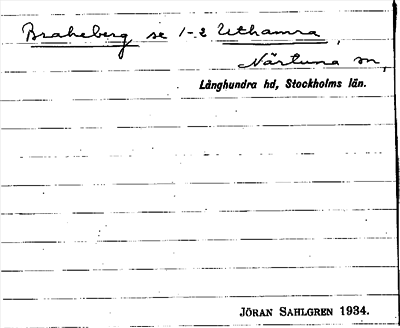 Braheberg se 1-2 Uthamra,
Närtuna sn,
Långhundra hd, Stockholms län.
JÖRAN SAHLGREN 1934.